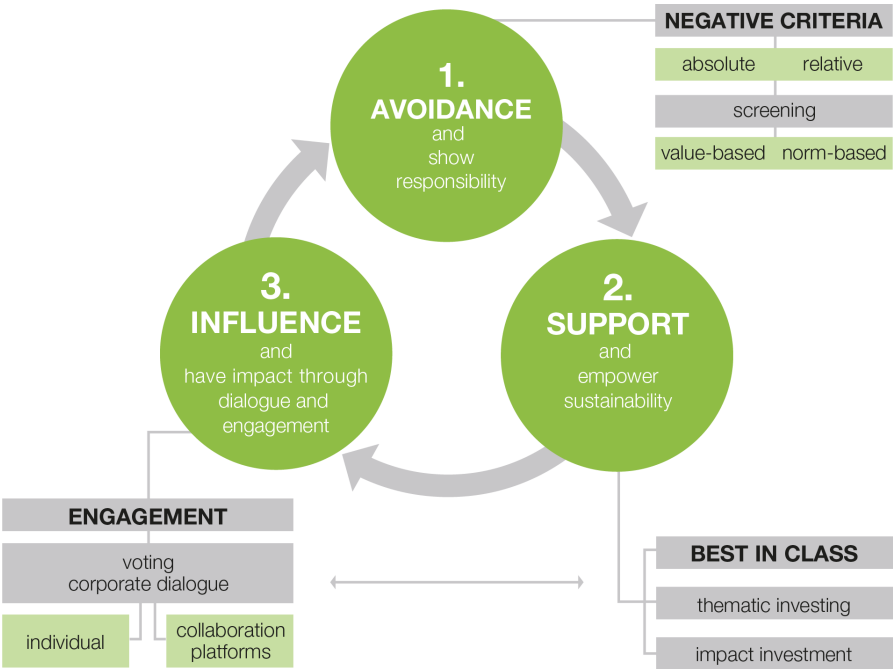 1.
AVOIDANCE
and
show
responsibility
NEGATIVE CRITERIA
absolute
relative
screening
value-based
norm-based
2.
SUPPORT
and
empower
sustainability
BEST IN CLASS
thematic investing
impact investment
3.
INFLUENCE
and
have impact through
dialogue and
engagement
ENGAGEMENT
voting
corporate dialogue
individual
collaboration
platforms